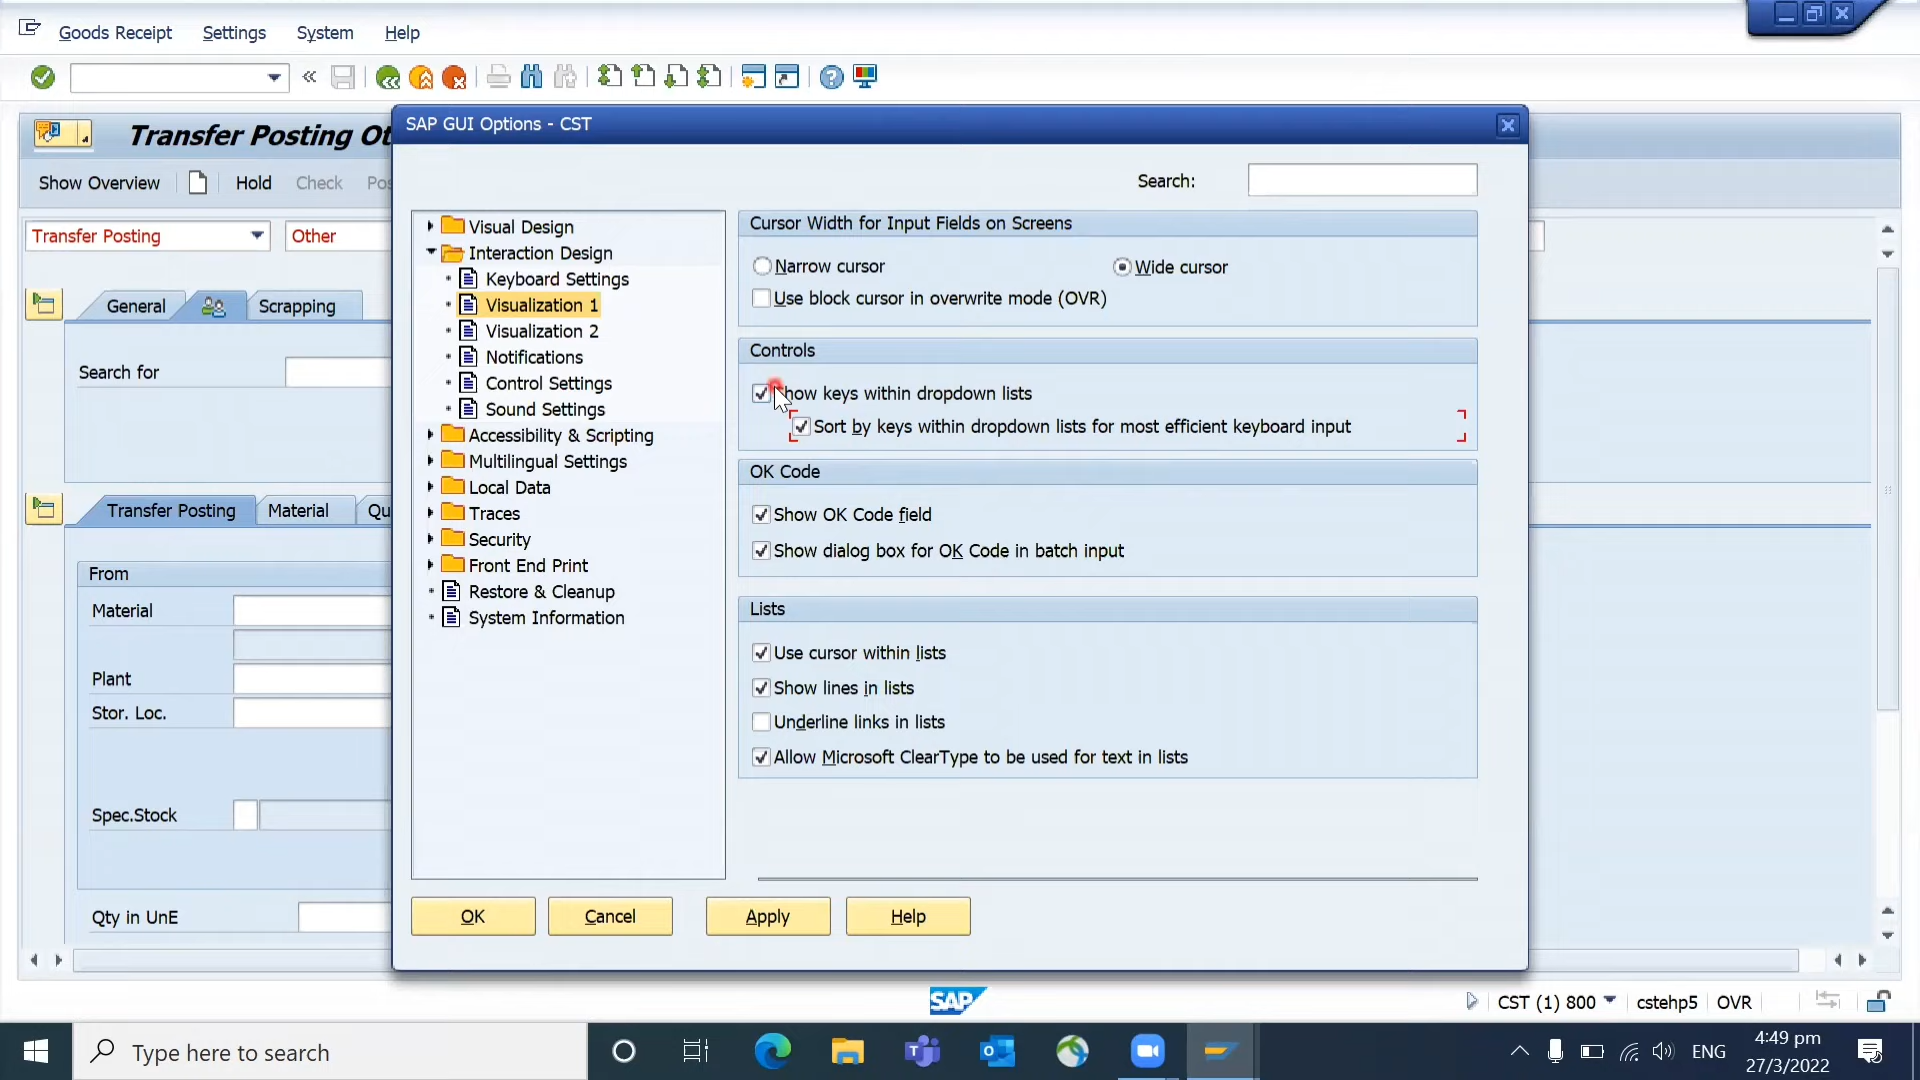 Goods Receipt Settings System Help
Transfer Posting Ot
Show Overview Hold Check Pos
Transfer Posting Other
General Scrapping
Search for
Transfer Posting Material Qu
From
Material
Plant
Stor. Loc.
Spec.Stock
Qty in UnE
SAP GUI Options - CST
Search:
Visual Design
Interaction Design
Keyboard Settings
Visualization 1
Visualization 2
Notifications
Control Settings
Sound Settings
Accessibility & Scripting
Multilingual Settings
Local Data
Traces
Security
Front End Print
Restore & Cleanup
System Information
Cursor Width for Input Fields on Screens
Narrow cursor Wide cursor
Use block cursor in overwrite mode (OVR)
Controls
how keys within dropdown lists
Sort by keys within dropdown lists for most efficient keyboard input
OK Code
Show OK Code field
Show dialog box for OK Code in batch input
Lists
Use cursor within lists
Show lines in lists
Underline links in lists
Allow Microsoft ClearType to be used for text in lists
OK Cancel Apply Help
SAP CST (1) 800 cstehp5 OVR
Type here to search ENG 4:49 pm
27/3/2022